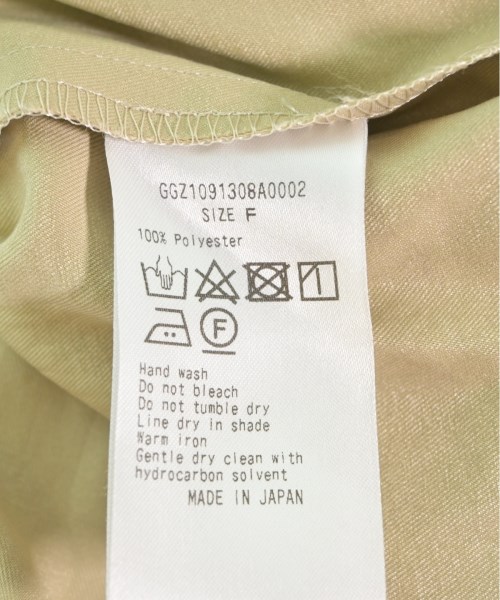 GGZ1091308A0002
SIZE F
100% Polyester
F
Hand wash
Do not bleach
Do not tumble dry
Line dry in shade
Warm iron
Gentle dry clean with
hydrocarbon solvent
MADE IN JAPAN